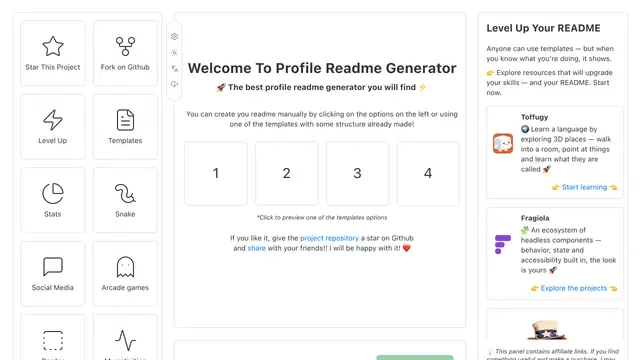 Star This Project
Fork on Github
Level Up
Templates
Stats
Snake
Social Media
Arcade games
Welcome To Profile Readme Generator
🚀 The best profile readme generator you will find ⚡
You can create you readme manually by clicking on the options on the left or using
one of the templates with some structure already made!
1
2
3
4
*Click to preview one of the templates options
If you like it, give the project repository a star on Github
and share with your friends!! I will be happy with it! ❤️
Level Up Your README
Anyone can use templates — but when
you know what you're doing, it shows.
👉 Explore resources that will upgrade
your skills — and your README. Start
now.
Toffugy
🌍 Learn a language by
exploring 3D places — walk
into a room, point at things
and learn what they are
called 🚀
👉 Start learning 👈
Fragiola
🧩 An ecosystem of
headless components —
behavior, state and
accessibility built in, the look
is yours 🚀
👉 Explore the projects 👈
💡 This panel contains affiliate links. If you find